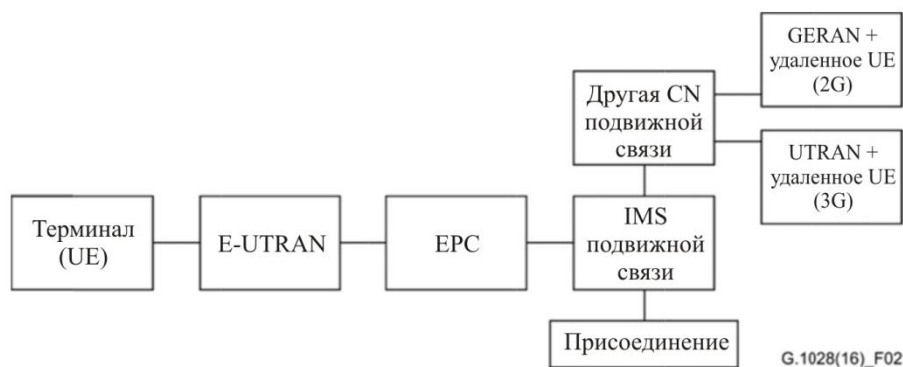 GERAN +
удаленное UE
(2G)
Другая CN
подвижной
связи
UTRAN +
удаленное UE
(3G)
Терминал
(UE)
E-UTRAN
EPC
IMS
подвижной
связи
Присоединение
G.1028(16)_F02